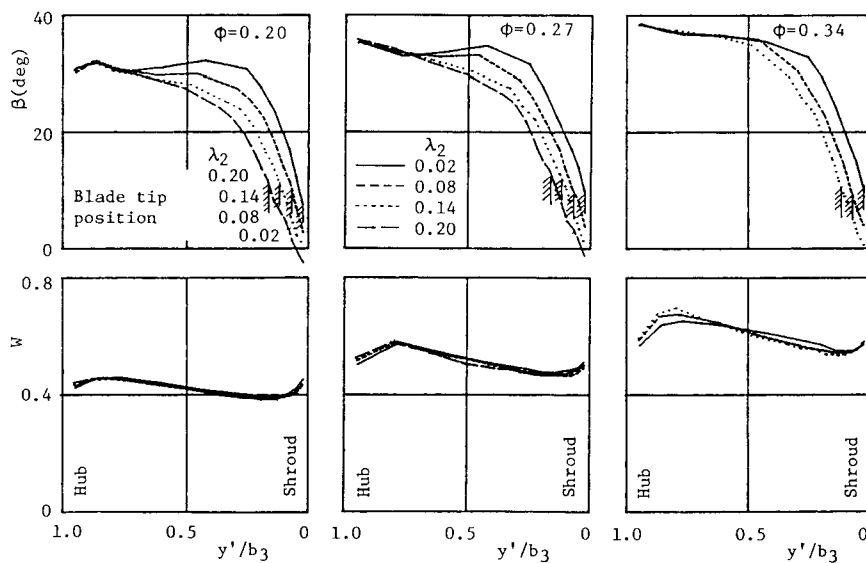 40
20
0
β(deg)
Φ=0.20
λ2
0.20
0.14
0.08
0.02
Blade tip
position
Φ=0.27
λ2
0.02
0.08
0.14
0.20
Φ=0.34
0.8
0.4
0
W
Hub
Shroud
Hub
Shroud
Hub
Shroud
1.0
0.5
0
1.0
0.5
0
1.0
0.5
0
y'/b3
y'/b3
y'/b3